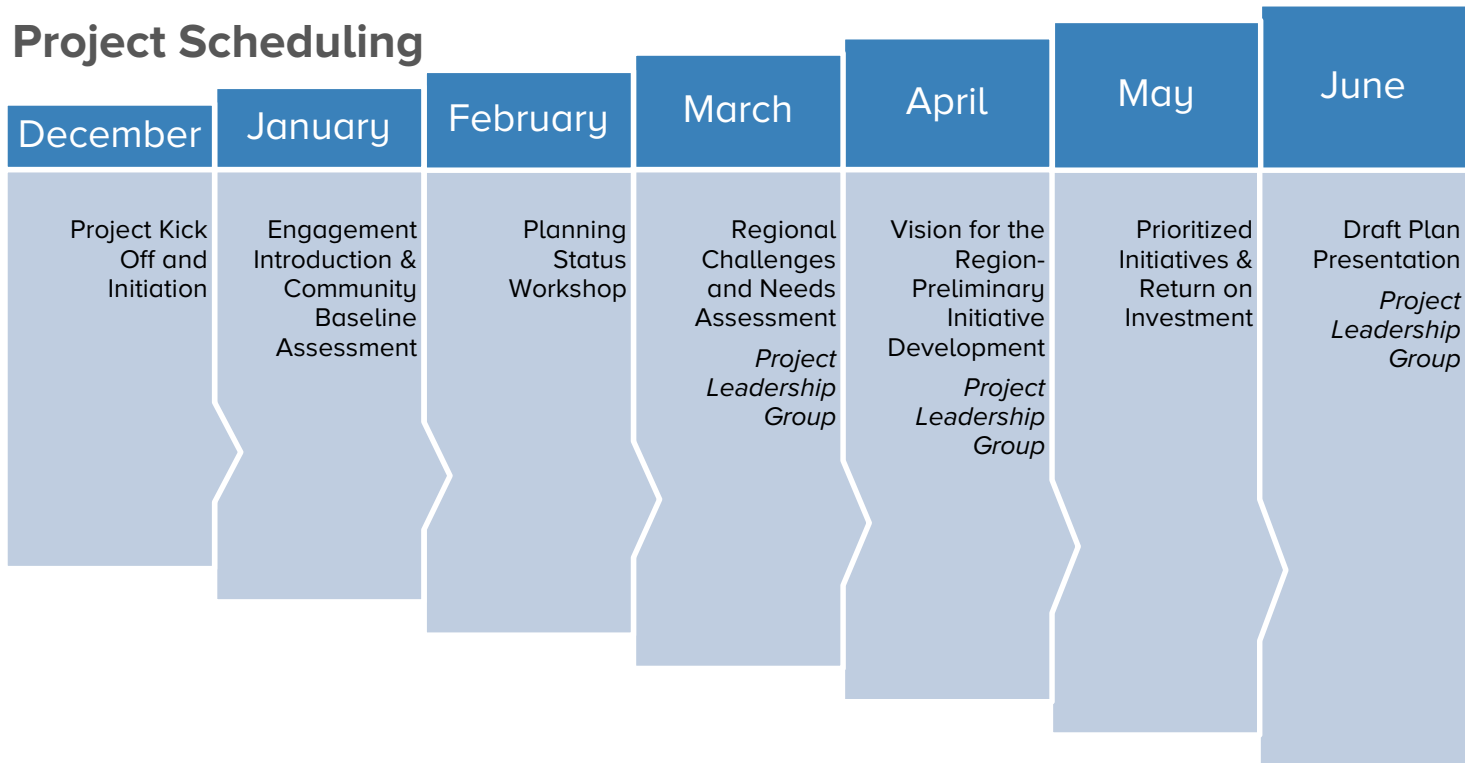 Project Scheduling
December
Project Kick
Off and
Initiation
January
Engagement
Introduction &
Community
Baseline
Assessment
February
Planning
Status
Workshop
March
Regional
Challenges
and Needs
Assessment
Project
Leadership
Group
April
Vision for the
Region-
Preliminary
Initiative
Development
Project
Leadership
Group
May
Prioritized
Initiatives &
Return on
Investment
June
Draft Plan
Presentation
Project
Leadership
Group